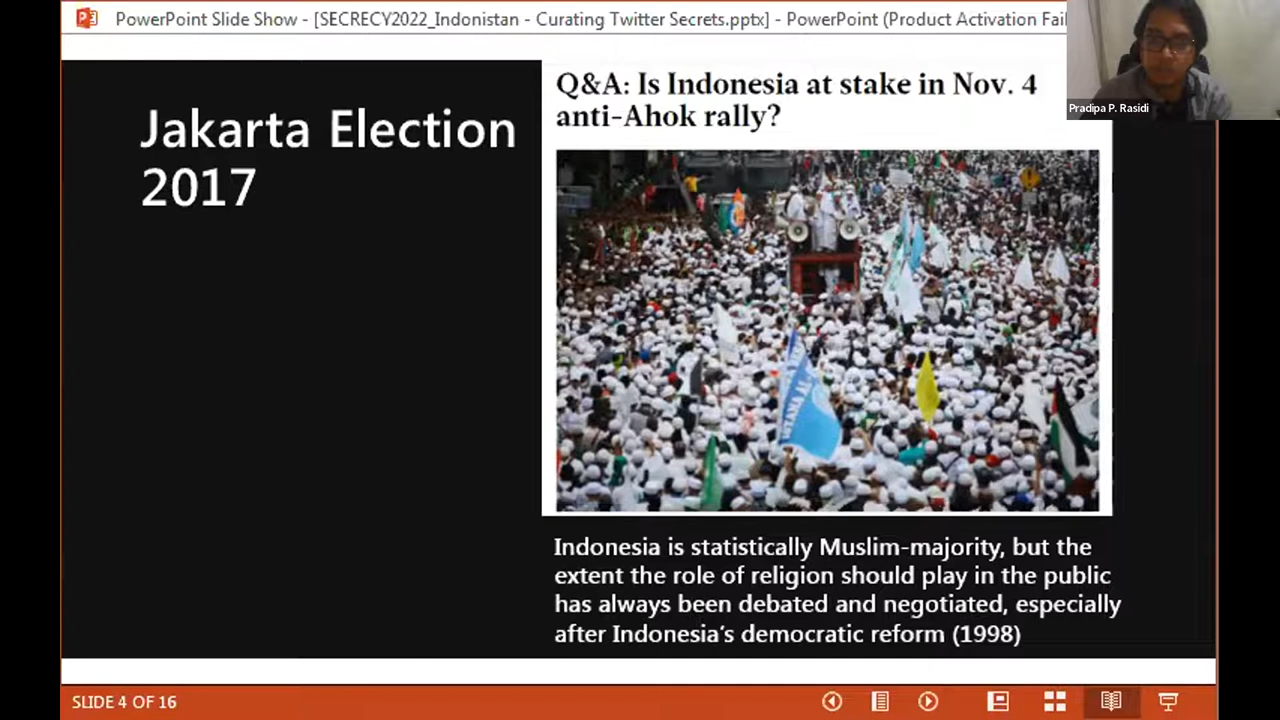 PowerPoint Slide Show - [SECRECY2022_Indonistan - Curating Twitter Secrets.pptx] - PowerPoint (Product Activation Fai
Pradipa P. Rasidi
Jakarta Election
2017
Q&A: Is Indonesia at stake in Nov. 4
anti-Ahok rally?
Indonesia is statistically Muslim-majority, but the
extent the role of religion should play in the public
has always been debated and negotiated, especially
after Indonesia's democratic reform (1998)
SLIDE 4 OF 16